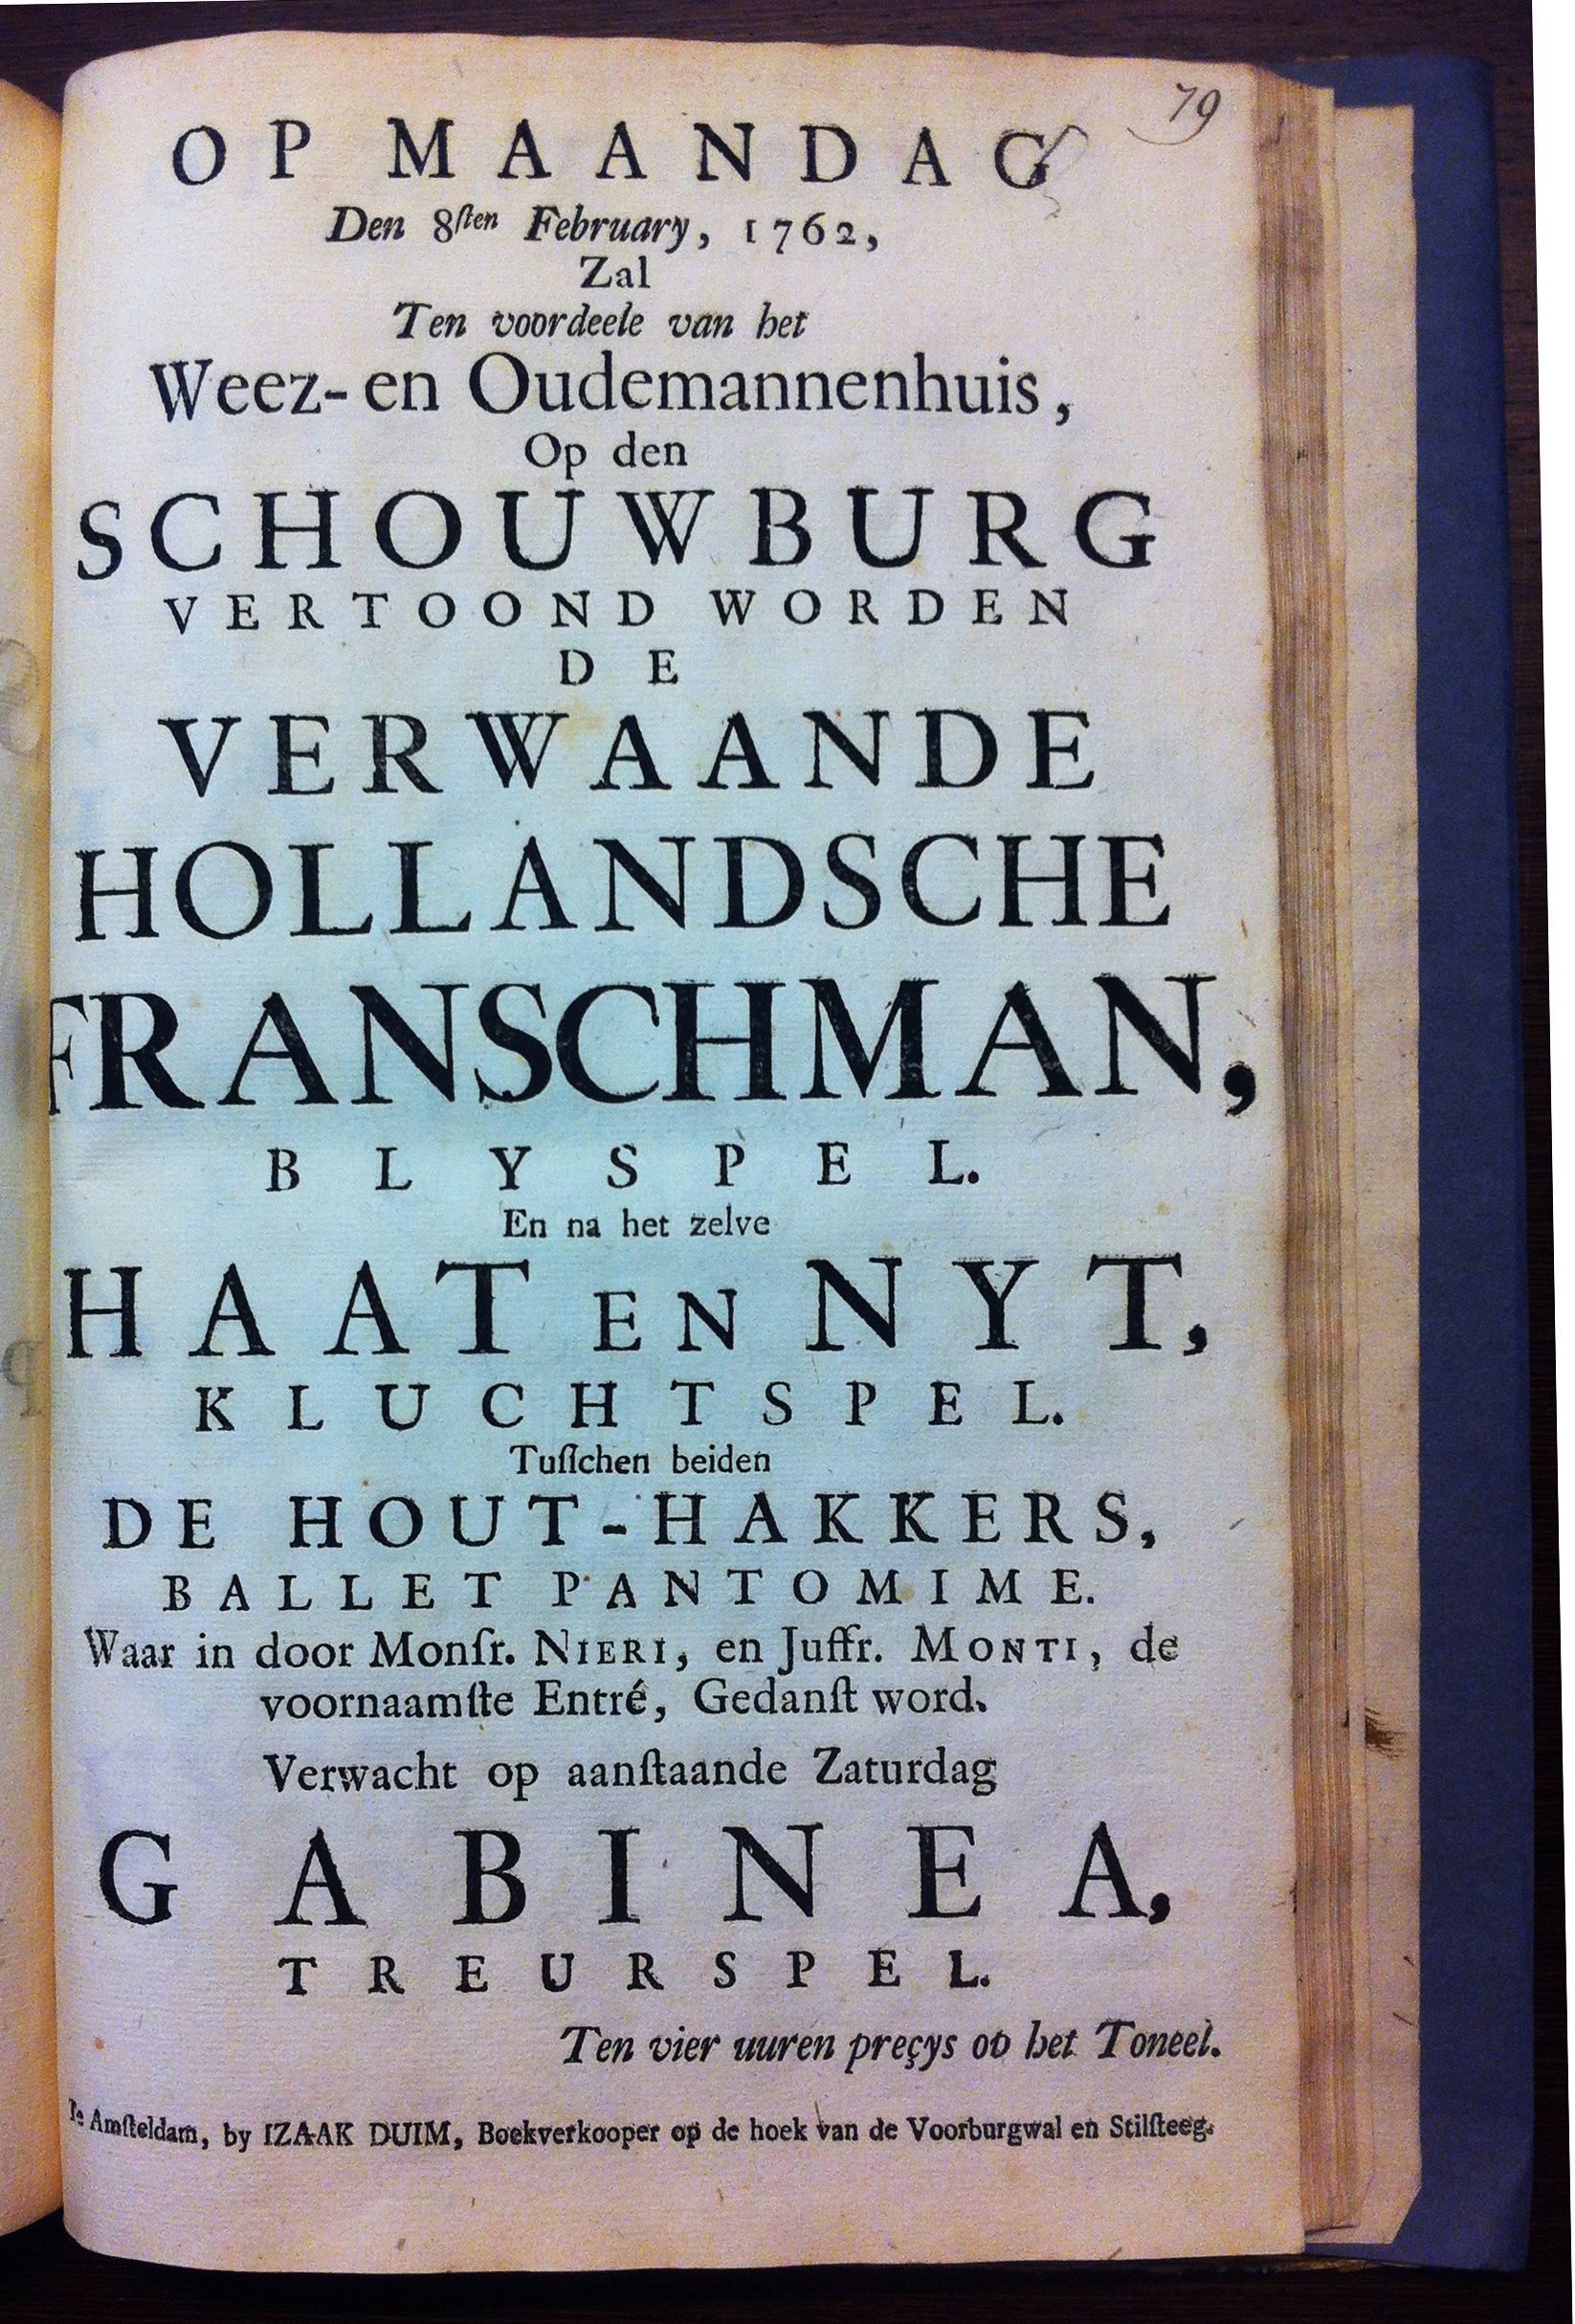 79
OP MAANDAG
Den 8ſten February, 1762,
Zal
Ten voordeele van het
Weez- en Oudemannenhuis,
Op den
SCHOUWBURG
VERTOOND WORDEN
DE
VERWAANDE
HOLLANDSCHE
FRANSCHMAN,
BLYSPEL.
En na het zelve
HAAT EN NYT,
KLUCHTSPEL.
Tuſſchen beiden
DE HOUT-HAKKERS,
BALLET PANTOMIME.
Waar in door Monſr. NIERI, en Juffr. MONTI, de
voornaamſte Entré, Gedanſt word.
Verwacht op aanſtaande Zaturdag
GABINEA,
TREURSPEL.
Ten vier uuren preçys op het Toneel.
Te Amſteldam, by IZAAK DUIM, Boekverkooper op de hoek van de Voorburgwal en Stilſteeg.